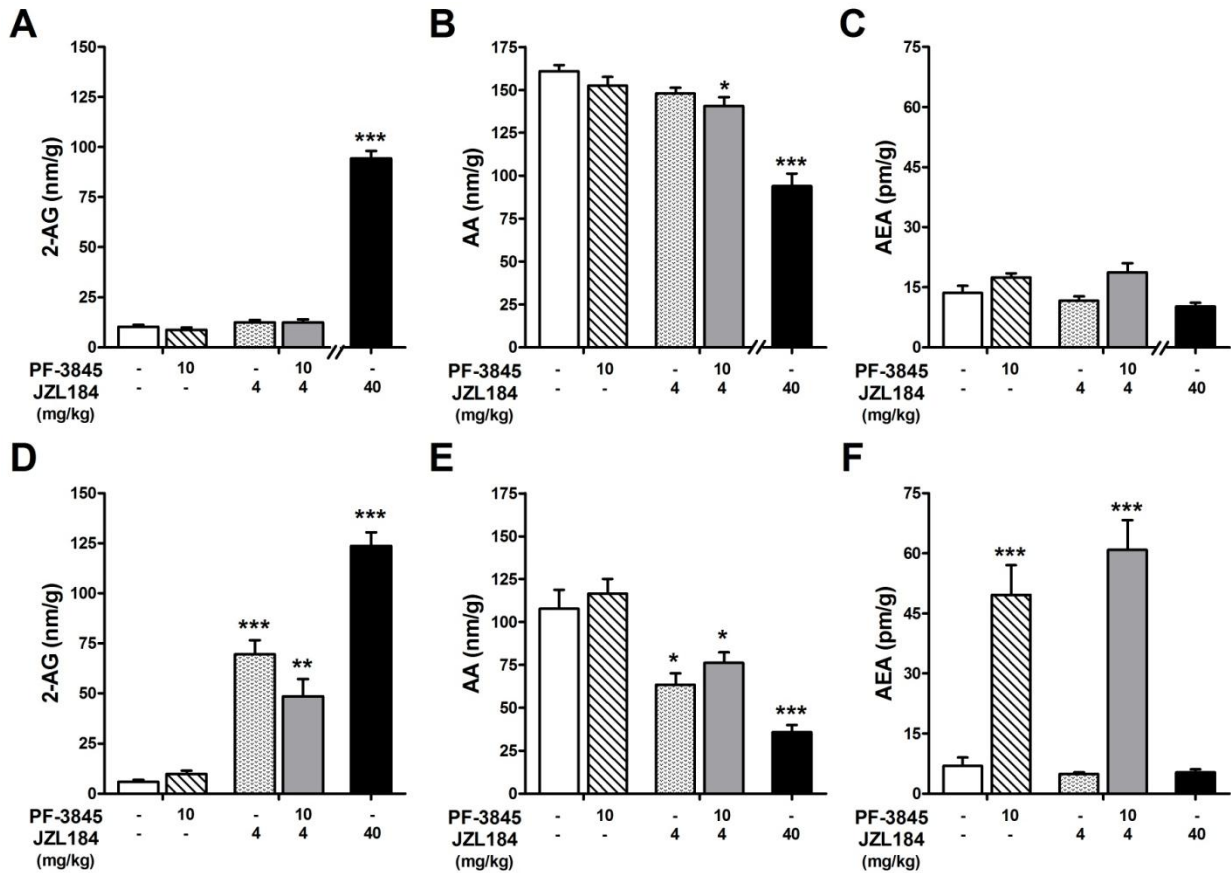 A
B
C
150
125
100
75
50
25
0
2-AG (nm/g)
***
175
150
125
100
75
50
25
0
AA (nm/g)
*
***
75
60
45
30
15
0
AEA (pm/g)
PF-3845 - 10 - 10 -
JZL184 - - 4 4 40
(mg/kg)
PF-3845 - 10 - 10 -
JZL184 - - 4 4 40
(mg/kg)
PF-3845 - 10 - 10 -
JZL184 - - 4 4 40
(mg/kg)
D
E
F
150
125
100
75
50
25
0
2-AG (nm/g)
***
**
***
175
150
125
100
75
50
25
0
AA (nm/g)
*
*
***
75
60
45
30
15
0
AEA (pm/g)
***
***
PF-3845 - 10 - 10 -
JZL184 - - 4 4 40
(mg/kg)
PF-3845 - 10 - 10 -
JZL184 - - 4 4 40
(mg/kg)
PF-3845 - 10 - 10 -
JZL184 - - 4 4 40
(mg/kg)